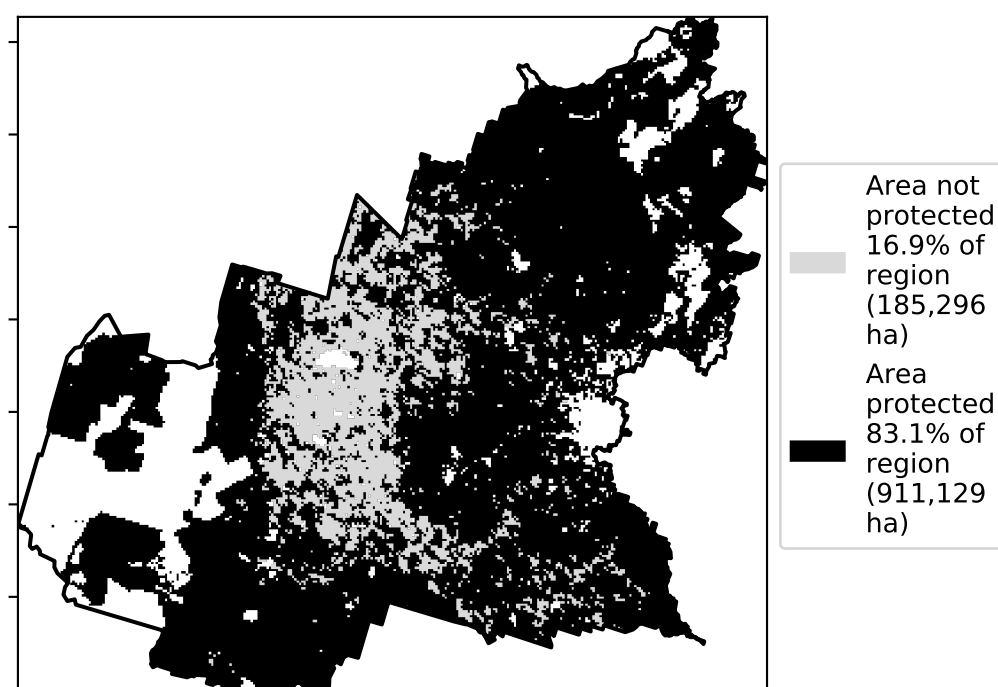 Area not
protected
16.9% of
region
(185,296
ha)
Area
protected
83.1% of
region
(911,129
ha)